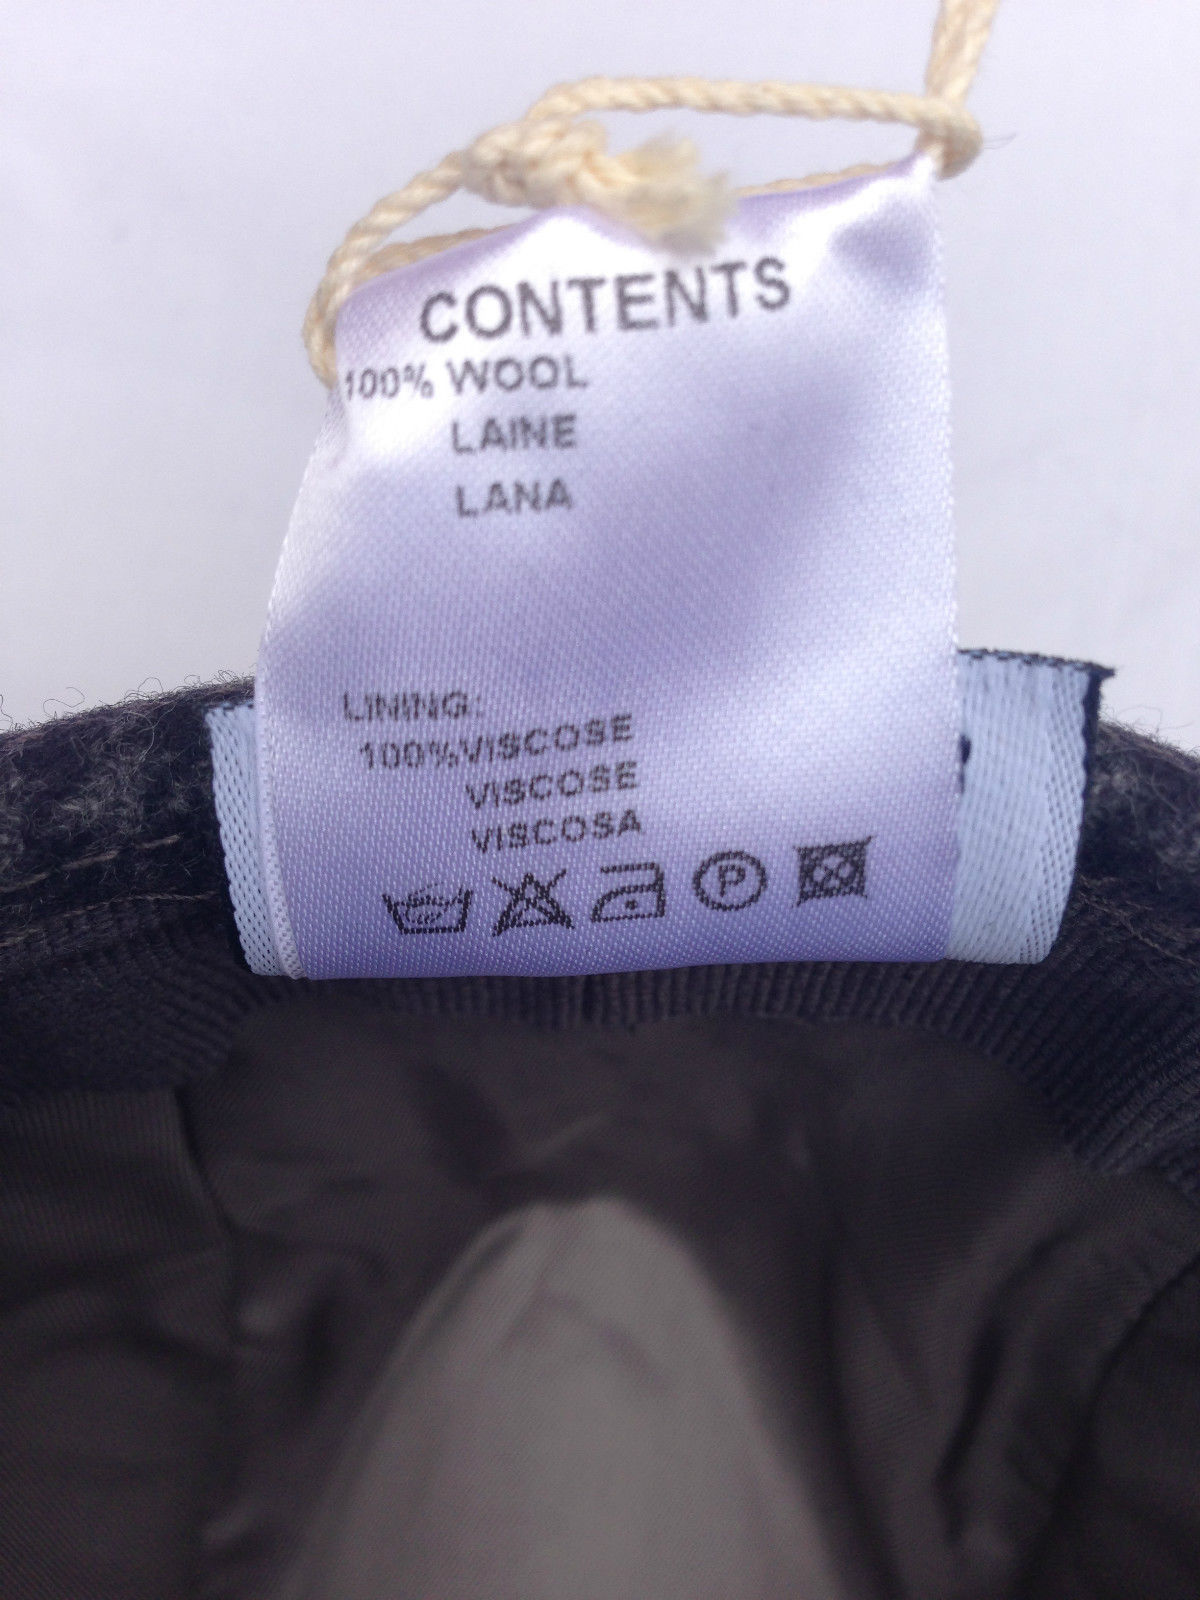 CONTENTS
100% WOOL
LAINE
LANA
LINING:
100%VISCOSE
VISCOSE
VISCOSA
P